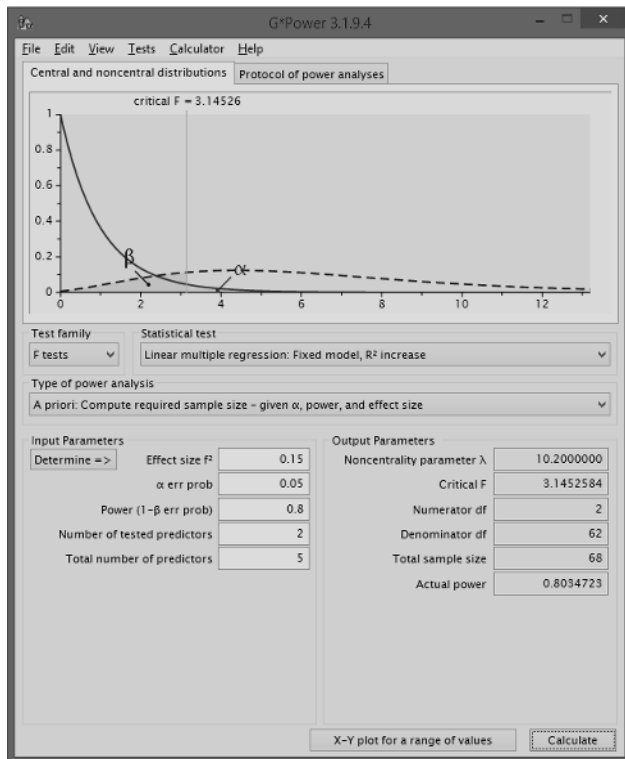 G*Power 3.1.9.4
File Edit View Tests Calculator Help
Central and noncentral distributions Protocol of power analyses
critical F = 3.14526
1
0.8
0.6
0.4
0.2
0
β
α
0 2 4 6 8 10 12
Test family Statistical test
F tests Linear multiple regression: Fixed model, R² increase
Type of power analysis
A priori: Compute required sample size - given α, power, and effect size
Input Parameters
Determine => Effect size f² 0.15
α err prob 0.05
Power (1-β err prob) 0.8
Number of tested predictors 2
Total number of predictors 5
Output Parameters
Noncentrality parameter λ 10.2000000
Critical F 3.1452584
Numerator df 2
Denominator df 62
Total sample size 68
Actual power 0.8034723
X-Y plot for a range of values Calculate